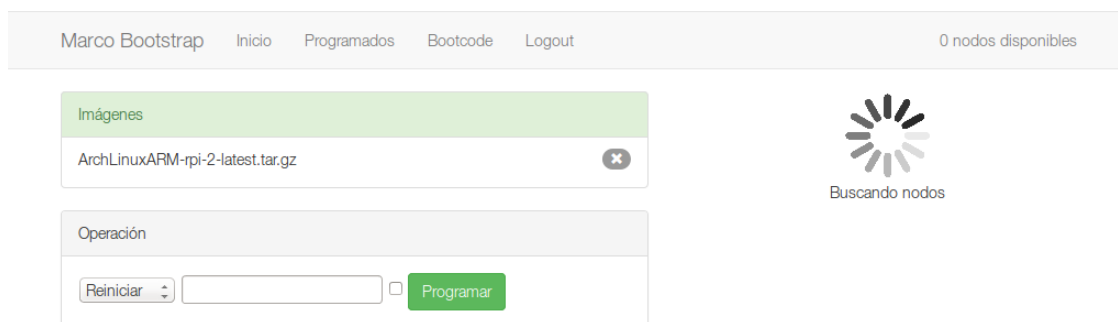 Marco Bootstrap Inicio Programados Bootcode Logout 0 nodos disponibles
Imágenes
ArchLinuxARM-rpi-2-latest.tar.gz
Buscando nodos
Operación
Reiniciar Programar